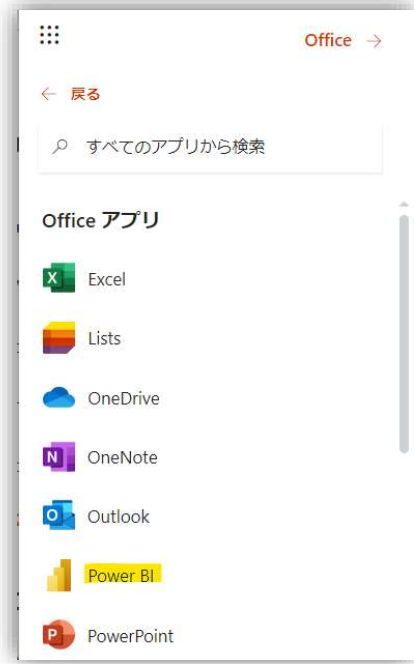 Office →
← 戻る
すべてのアプリから検索
Office アプリ
Excel
Lists
OneDrive
OneNote
Outlook
Power BI
PowerPoint